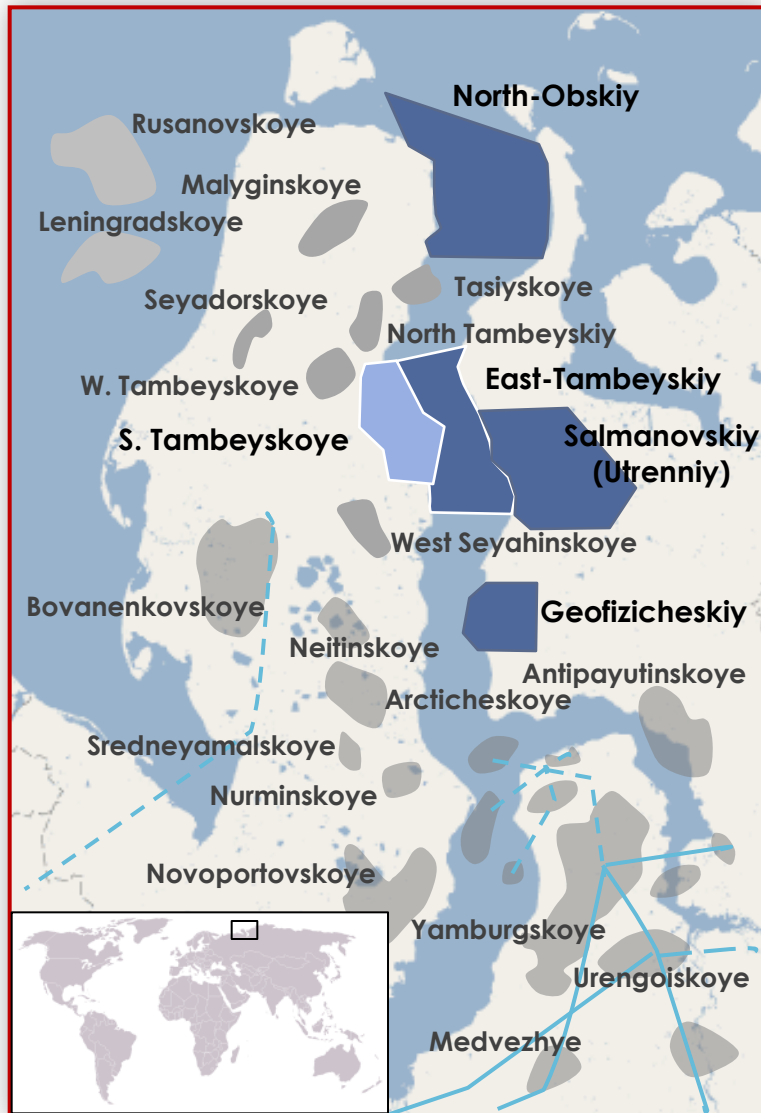 North-Obskiy
Rusanovskoye
Malyginskoye
Leningradskoye
Tasiyskoye
Seyadorskoye
North Tambeyskiy
East-Tambeyskiy
W. Tambeyskoye
S. Tambeyskoye
Salmanovskiy
(Utrenniy)
West Seyahinskoye
Bovanenkovskoye
Geofizicheskiy
Neitinskoye
Antipayutinskoye
Arcticheskoye
Sredneyamalskoye
Nurminskoye
Novoportovskoye
Yamburgskoye
Urengoiskoye
Medvezhye